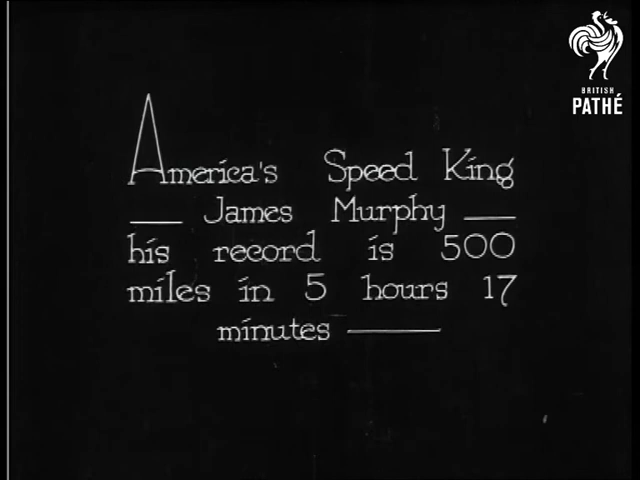 BRITISH
PATHÉ
America's Speed King
— James Murphy —
his record is 500
miles in 5 hours 17
minutes —